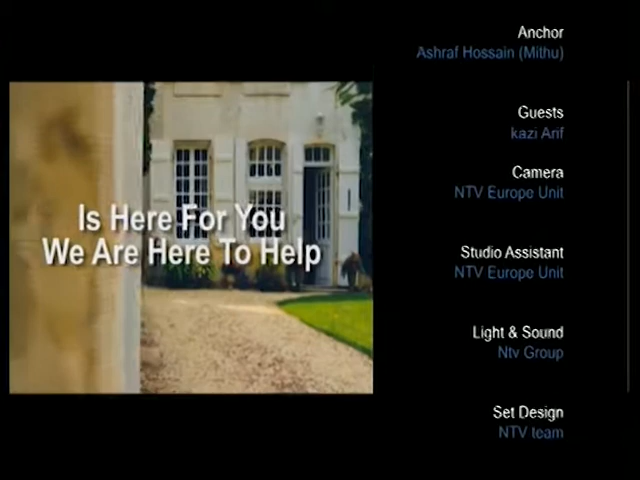 Is Here For You
We Are Here To Help
Anchor
Ashraf Hossain (Mithu)
Guests
kazi Arif
Camera
NTV Europe Unit
Studio Assistant
NTV Europe Unit
Light & Sound
Ntv Group
Set Design
NTV team